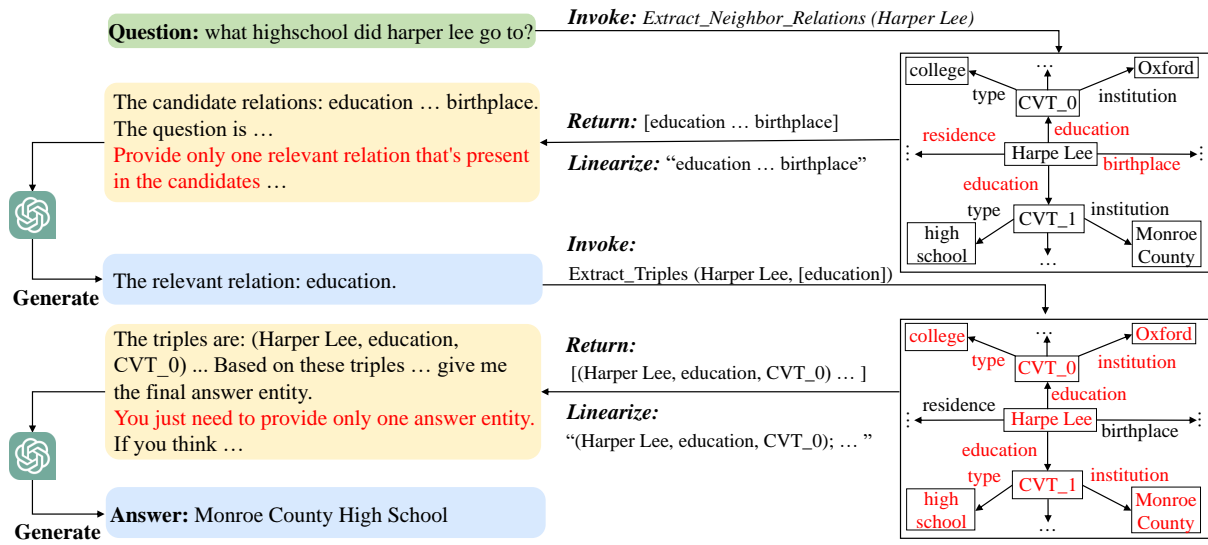 Question: what highschool did harper lee go to?
Invoke: Extract_Neighbor_Relations (Harper Lee)
The candidate relations: education … birthplace.
The question is …
Provide only one relevant relation that's present
in the candidates …
Return: [education … birthplace]
Linearize: “education … birthplace”
…
college
Oxford
type
CVT_0
institution
education
residence
…
Harpe Lee
…
birthplace
education
type
CVT_1
institution
high
school
Monroe
County
…
Generate
The relevant relation: education.
Invoke:
Extract_Triples (Harper Lee, [education])
The triples are: (Harper Lee, education,
CVT_0) ... Based on these triples … give me
the final answer entity.
You just need to provide only one answer entity.
If you think …
Return:
[(Harper Lee, education, CVT_0) … ]
Linearize:
“(Harper Lee, education, CVT_0); … ”
…
college
Oxford
type
CVT_0
institution
education
residence
…
Harpe Lee
…
birthplace
education
type
CVT_1
institution
high
school
Monroe
County
…
Generate
Answer: Monroe County High School